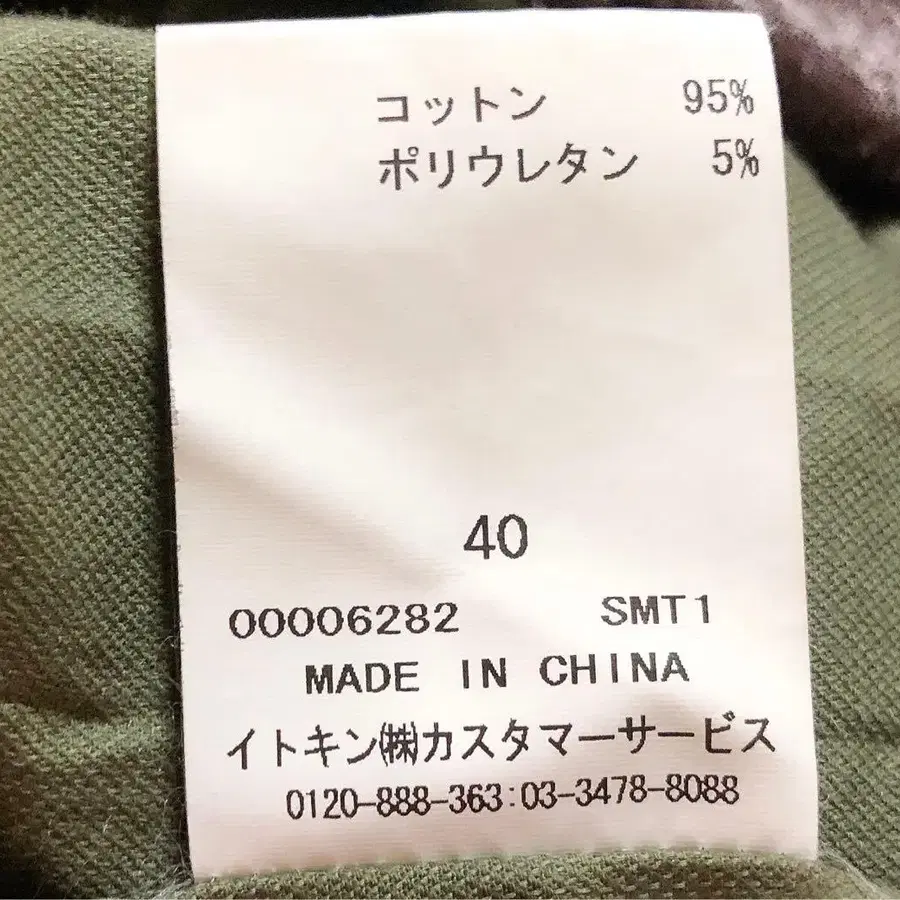 コットン 95%
ポリウレタン 5%
40
00006282 SMT1
MADE IN CHINA
イトキン㈱カスタマーサービス
0120-888-363:03-3478-8088